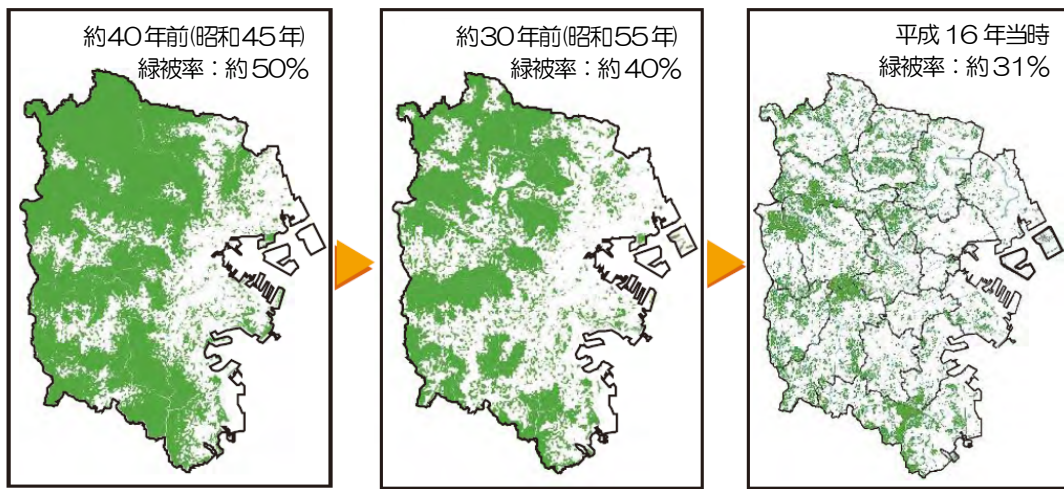 約40年前(昭和45年)
緑被率：約50%
約30年前(昭和55年)
緑被率：約40%
平成16年当時
緑被率：約31%